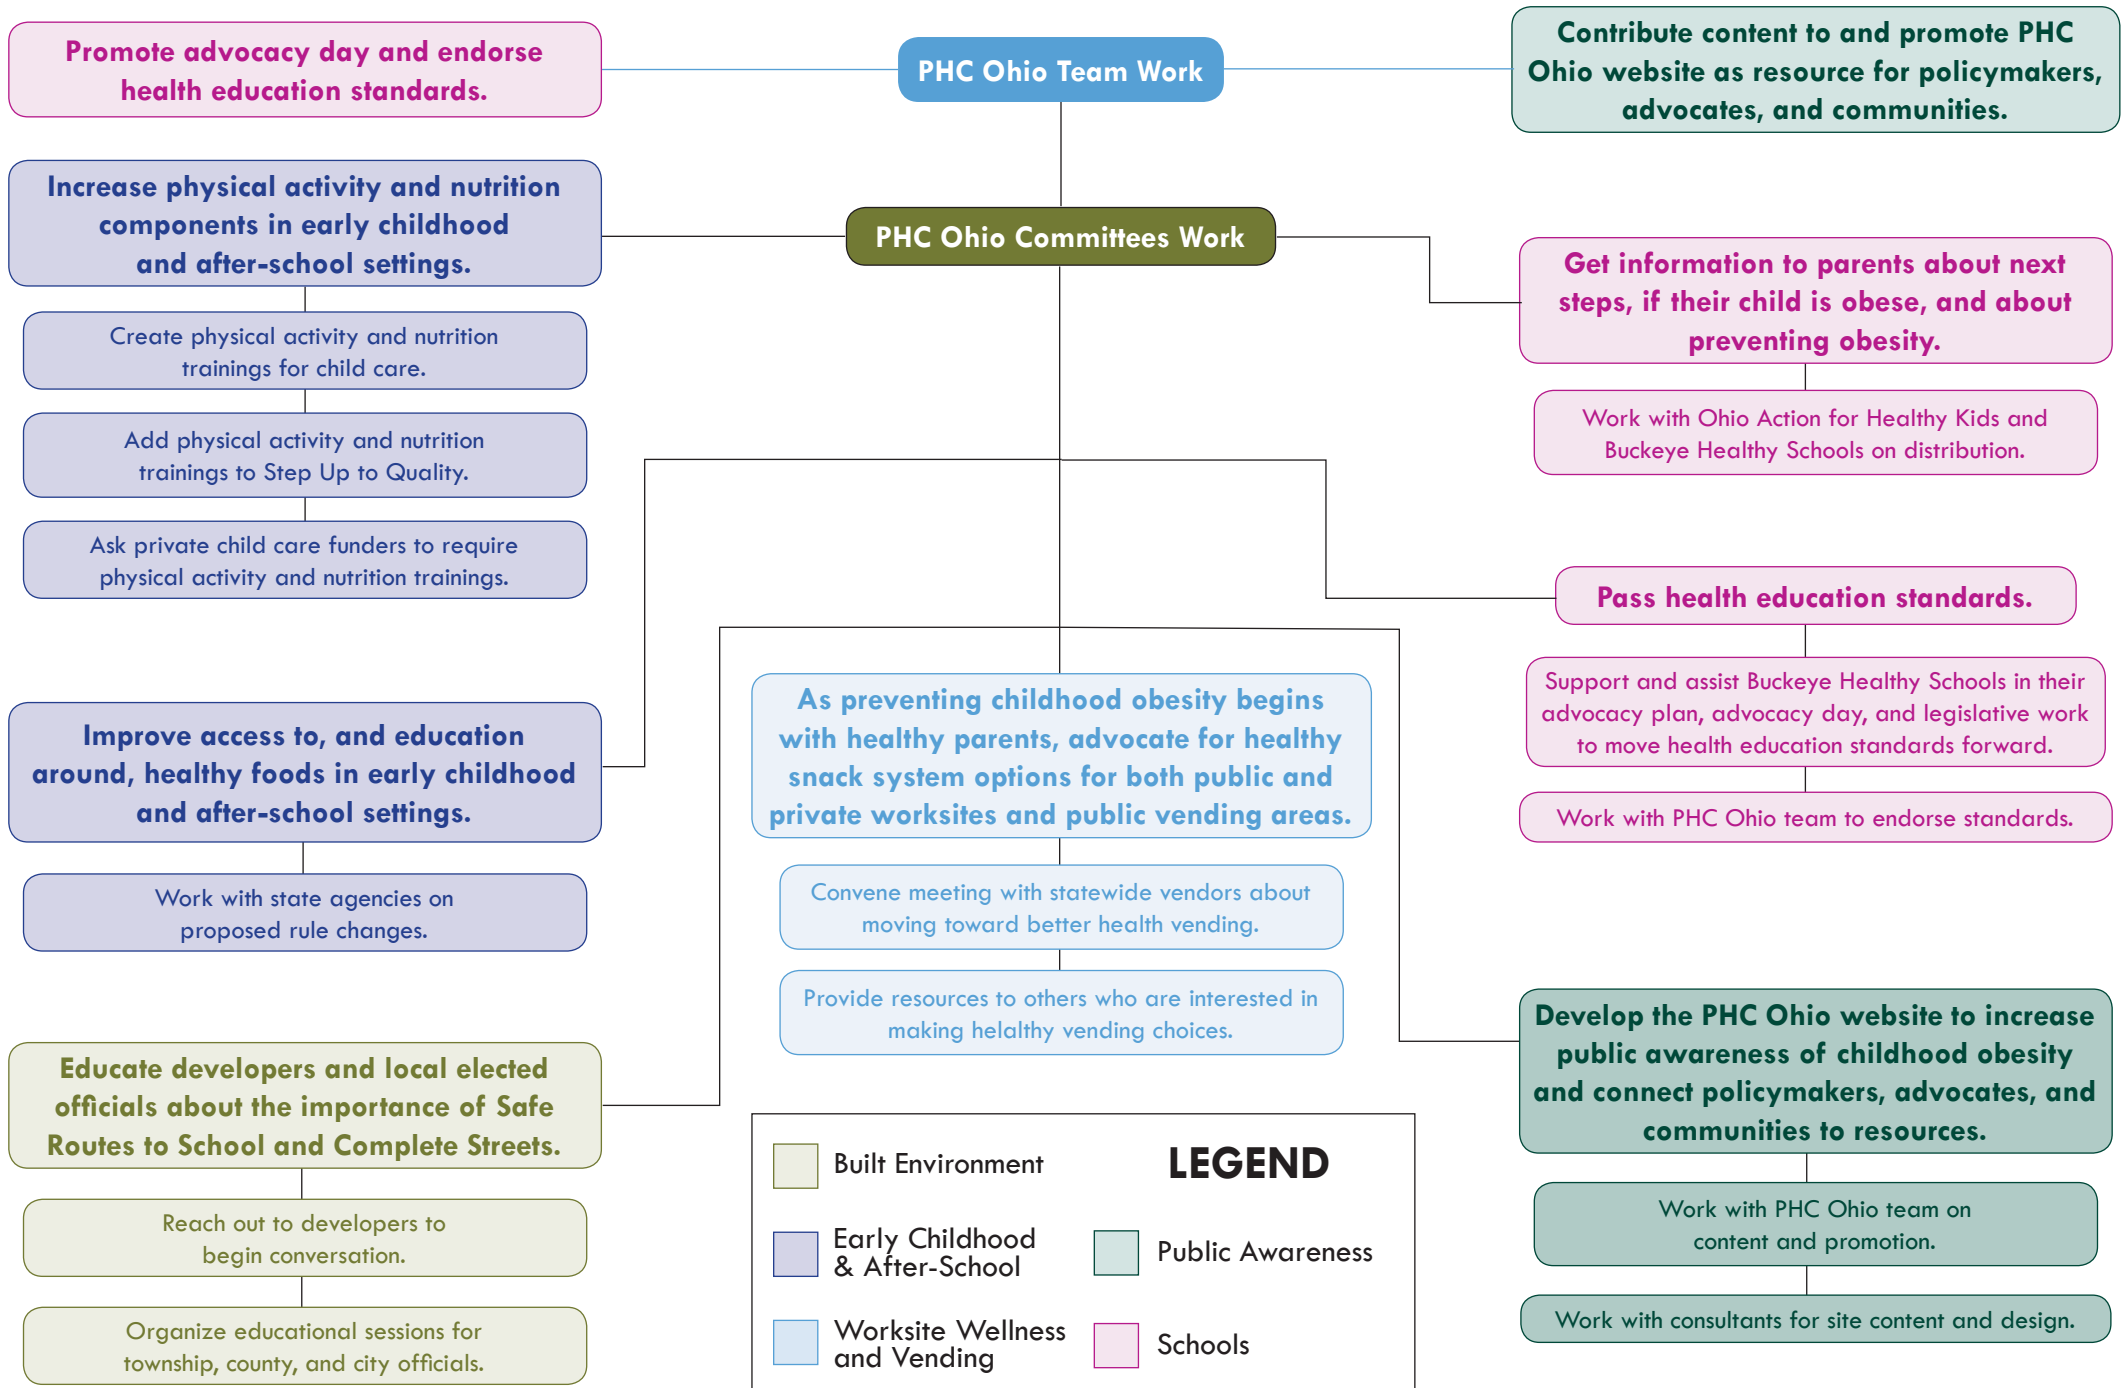 Promote advocacy day and endorse
health education standards.
PHC Ohio Team Work
Contribute content to and promote PHC
Ohio website as resource for policymakers,
advocates, and communities.
Increase physical activity and nutrition
components in early childhood
and after-school settings.
Create physical activity and nutrition
trainings for child care.
Add physical activity and nutrition
trainings to Step Up to Quality.
Ask private child care funders to require
physical activity and nutrition trainings.
PHC Ohio Committees Work
Get information to parents about next
steps, if their child is obese, and about
preventing obesity.
Work with Ohio Action for Healthy Kids and
Buckeye Healthy Schools on distribution.
Pass health education standards.
Support and assist Buckeye Healthy Schools in their
advocacy plan, advocacy day, and legislative work
to move health education standards forward.
Work with PHC Ohio team to endorse standards.
Improve access to, and education
around, healthy foods in early childhood
and after-school settings.
Work with state agencies on
proposed rule changes.
As preventing childhood obesity begins
with healthy parents, advocate for healthy
snack system options for both public and
private worksites and public vending areas.
Convene meeting with statewide vendors about
moving toward better health vending.
Provide resources to others who are interested in
making helalthy vending choices.
Educate developers and local elected
officials about the importance of Safe
Routes to School and Complete Streets.
Reach out to developers to
begin conversation.
Organize educational sessions for
township, county, and city officials.
Develop the PHC Ohio website to increase
public awareness of childhood obesity
and connect policymakers, advocates, and
communities to resources.
Work with PHC Ohio team on
content and promotion.
Work with consultants for site content and design.
LEGEND
Built Environment
Early Childhood
& After-School
Worksite Wellness
and Vending
Public Awareness
Schools